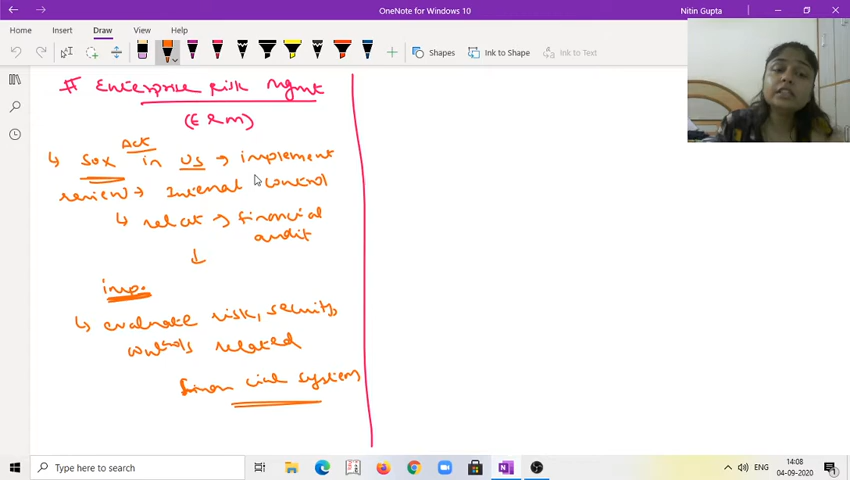 OneNote for Windows 10
Nitin Gupta
Home Insert Draw View Help
Shapes
Ink to Shape
Ink to Text
# Enterprise Risk Mgmt
(ERM)
Act
↳ Sox in US → implement
review → Internal control
↳ relat → financial
audit
↓
imp.
↳ evaluate risk, security,
controls related
financial systems
Type here to search
ENG
14:08
04-09-2020